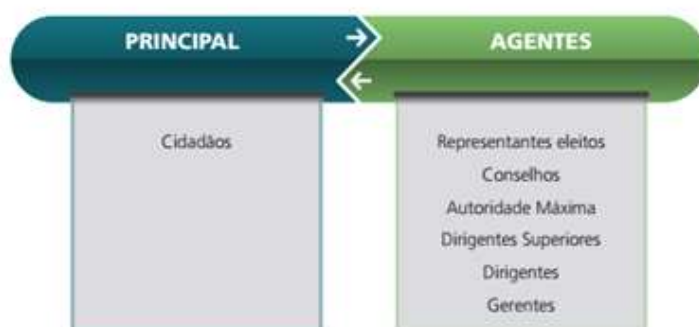 PRINCIPAL
AGENTES
Cidadãos
Representantes eleitos
Conselhos
Autoridade Máxima
Dirigentes Superiores
Dirigentes
Gerentes